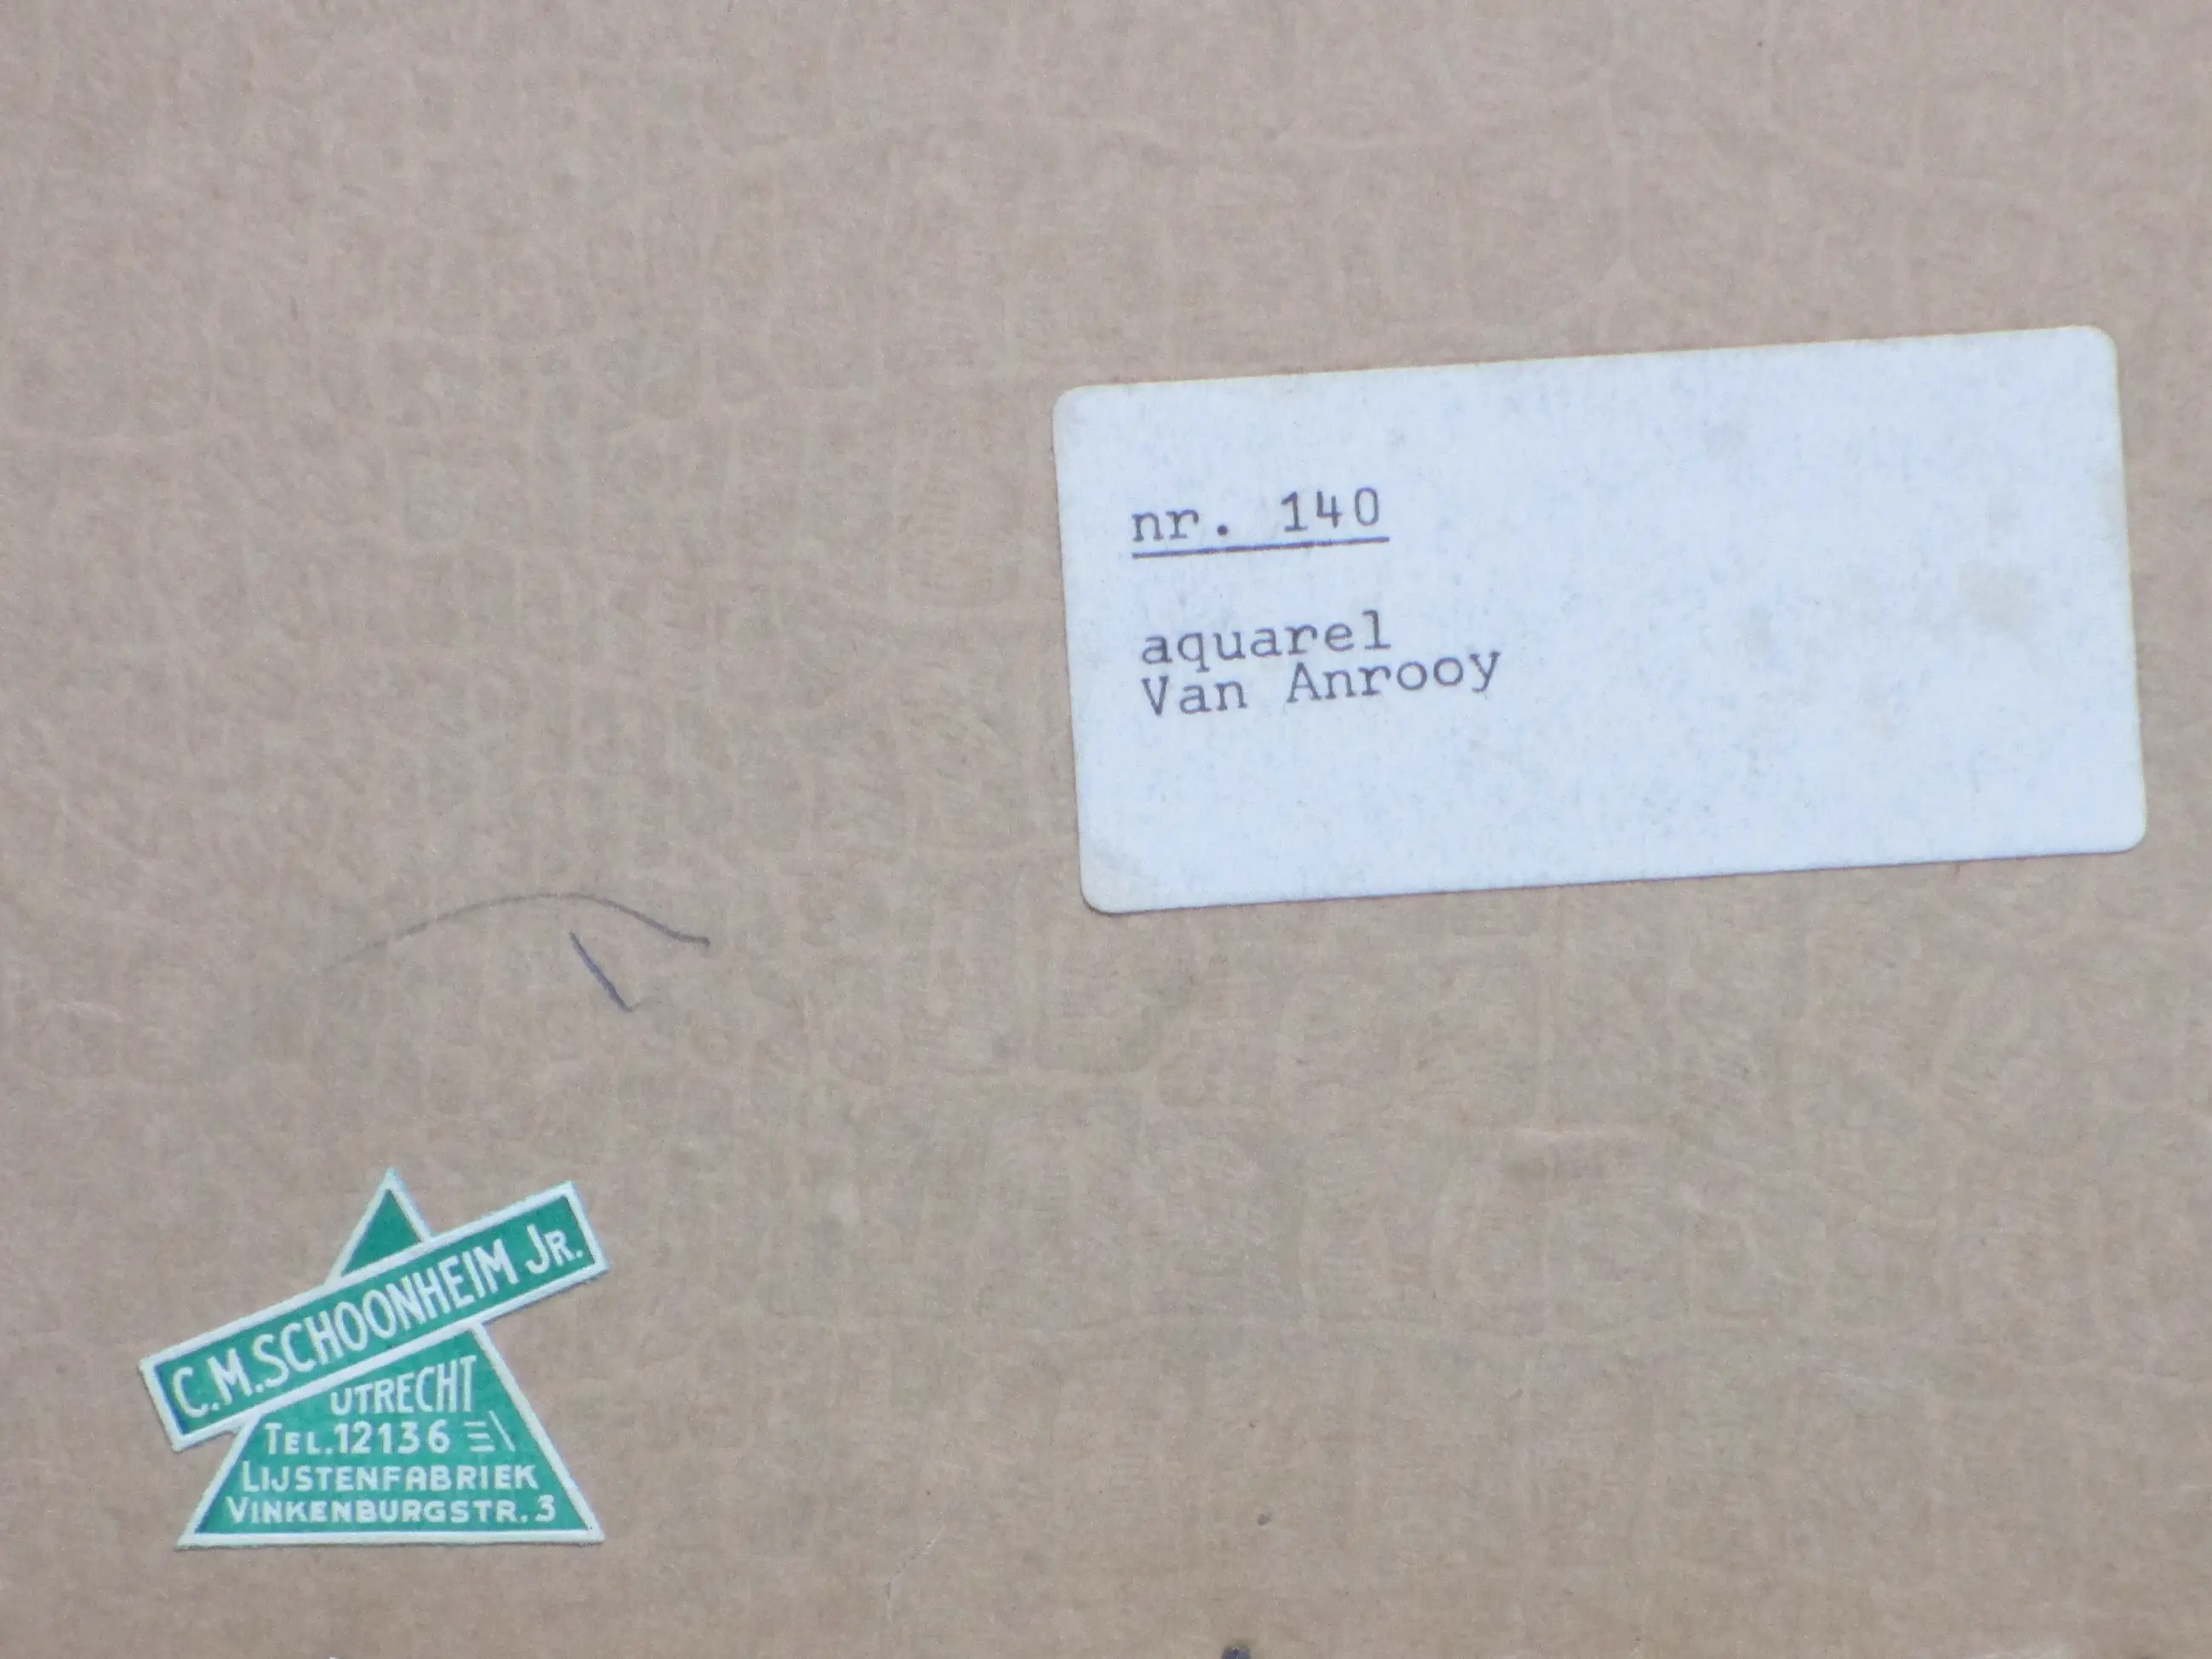 nr. 140
aquarel
Van Anrooy
C.M. SCHOONHEIM JR.
UTRECHT
TEL. 12136
LIJSTENFABRIEK
VINKENBURGSTR. 3